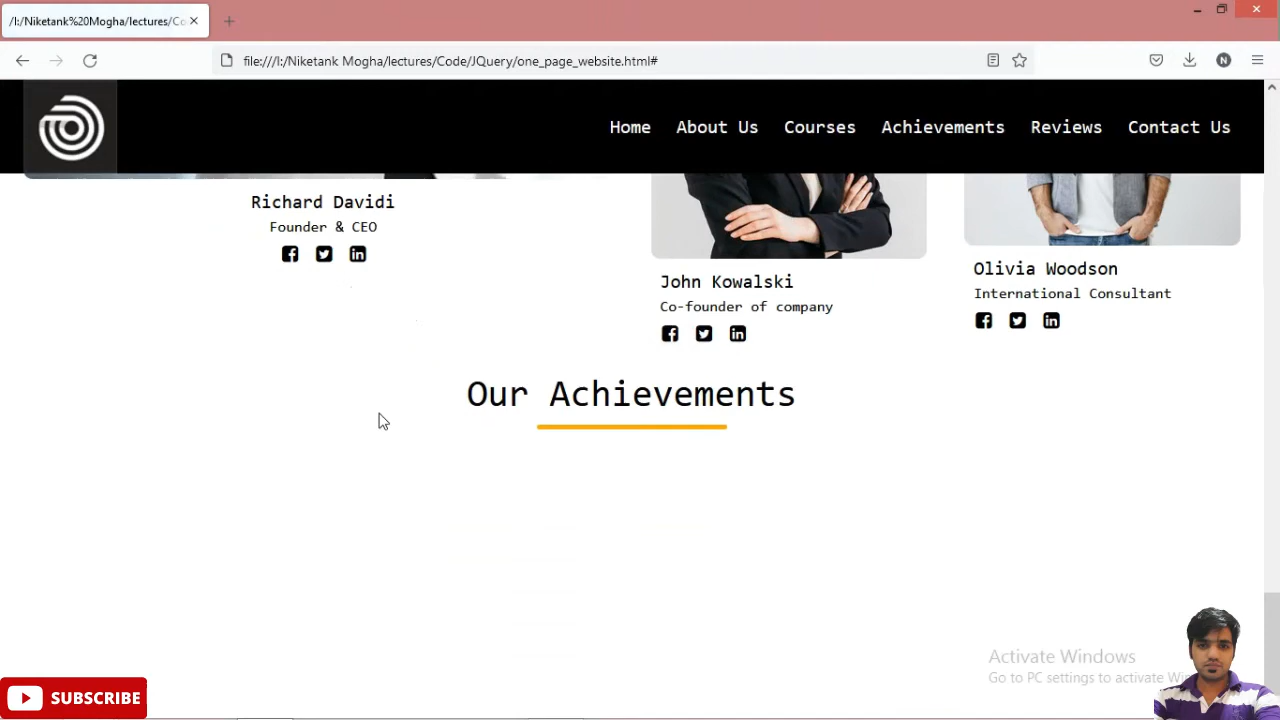 /I:/Niketank%20Mogha/lectures/Co
file:///I:/Niketank Mogha/lectures/Code/JQuery/one_page_website.html#
N
Home About Us Courses Achievements Reviews Contact Us
Richard Davidi
Founder & CEO
John Kowalski
Co-founder of company
Olivia Woodson
International Consultant
Our Achievements
Activate Windows
Go to PC settings to activate Wi
SUBSCRIBE